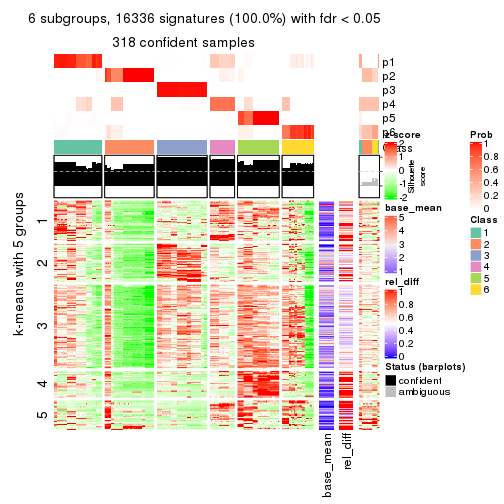 6 subgroups, 16336 signatures (100.0%) with fdr < 0.05
318 confident samples
p1
p2
p3
p4
p5
p6
Class
z-score
2
1
0
-1
-2
Silhouette
score
Prob
1
0.8
0.6
0.4
0.2
0
Class
1
2
3
4
5
6
base_mean
5
4
3
2
1
rel_diff
1
0.8
0.6
0.4
0.2
0
Status (barplots)
confident
ambiguous
k-means with 5 groups
1
2
3
4
5
base_mean
rel_diff